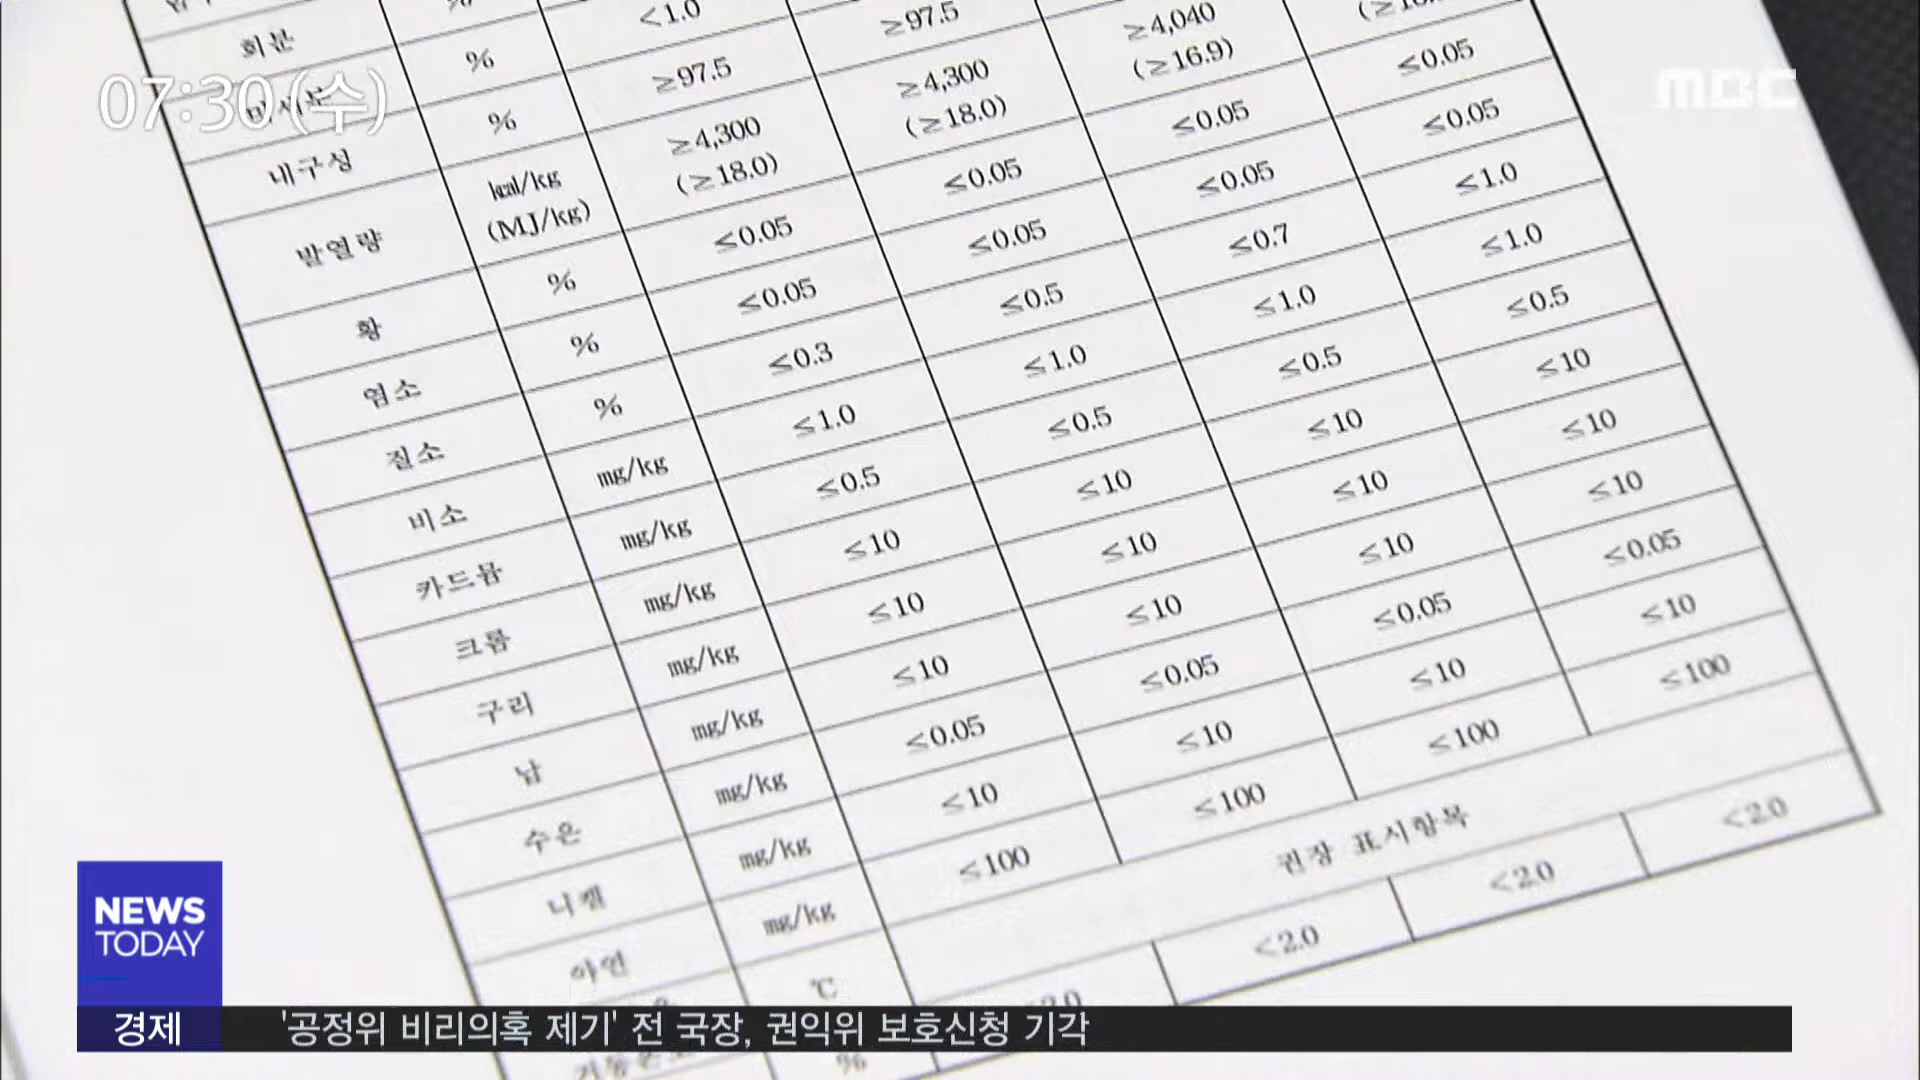 07:30 (수)
MBC
회분 % <1.0 ≥97.5 ≥4,040 (≥16.9) ≤0.05
% ≥97.5 ≥4,300 (≥18.0) ≤0.05 ≤0.05
내구성 % ≥4,300 (≥18.0) ≤0.05 ≤0.05 ≤1.0
발열량 kcal/kg (MJ/kg) ≤0.05 ≤0.05 ≤0.7 ≤1.0
황 % ≤0.05 ≤0.5 ≤1.0 ≤0.5
염소 % ≤0.3 ≤1.0 ≤0.5 ≤10
질소 % ≤1.0 ≤0.5 ≤10 ≤10
비소 mg/kg ≤0.5 ≤10 ≤10 ≤10
카드뮴 mg/kg ≤10 ≤10 ≤10 ≤0.05
크롬 mg/kg ≤10 ≤10 ≤0.05 ≤10
구리 mg/kg ≤10 ≤0.05 ≤10 ≤100
납 mg/kg ≤0.05 ≤10 ≤100
수은 mg/kg ≤10 ≤100
니켈 mg/kg ≤100 권장 표시항목
아연 mg/kg <2.0 <2.0 <2.0
℃
%
NEWS
TODAY
경제 '공정위 비리의혹 제기' 전 국장, 권익위 보호신청 기각